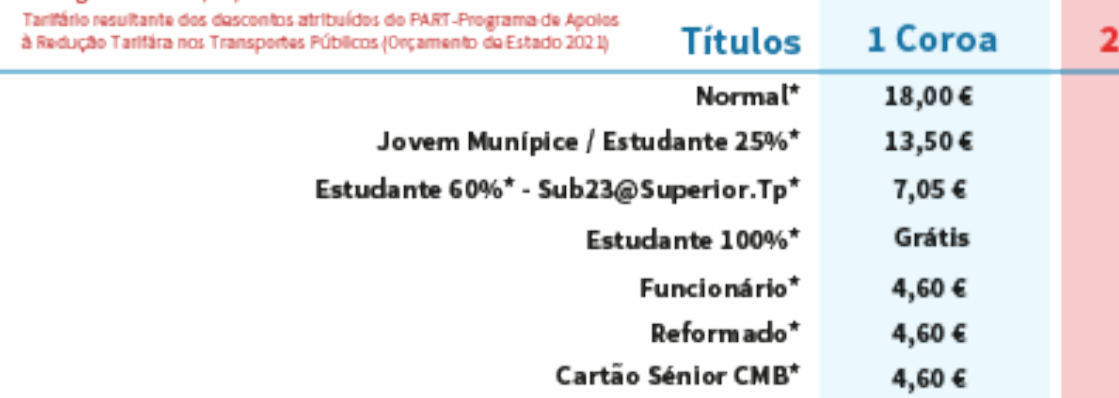 Tarifário resultante dos descontos atribuídos do PART-Programa de Apoios
à Redução Tarifára nos Transportes Públicos (Orçamento de Estado 2021)
Títulos 1 Coroa 2
Normal* 18,00 €
Jovem Munípice / Estudante 25%* 13,50 €
Estudante 60%* - Sub23@Superior.Tp* 7,05 €
Estudante 100%* Grátis
Funcionário* 4,60 €
Reformado* 4,60 €
Cartão Sénior CMB* 4,60 €